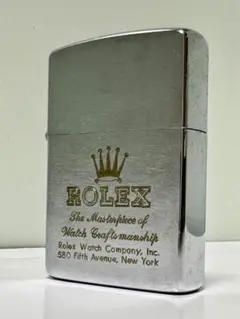 ROLEX
The Masterpiece of
Watch Craftsmanship
Rolex Watch Company, Inc.
580 Fifth Avenue, New York